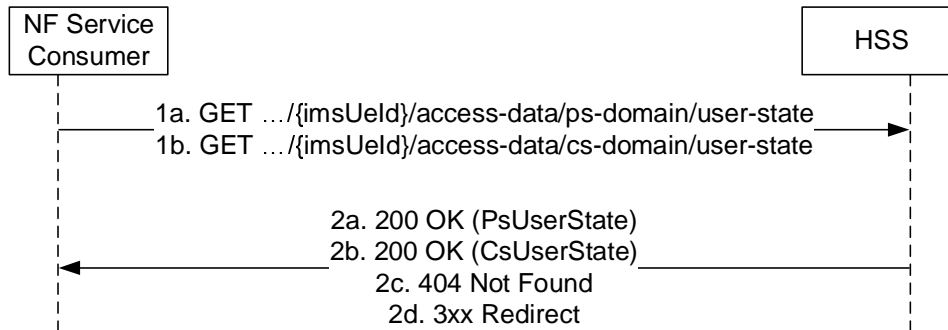 NF Service
Consumer
HSS
1a. GET …/{imsUeId}/access-data/ps-domain/user-state
1b. GET …/{imsUeId}/access-data/cs-domain/user-state
2a. 200 OK (PsUserState)
2b. 200 OK (CsUserState)
2c. 404 Not Found
2d. 3xx Redirect